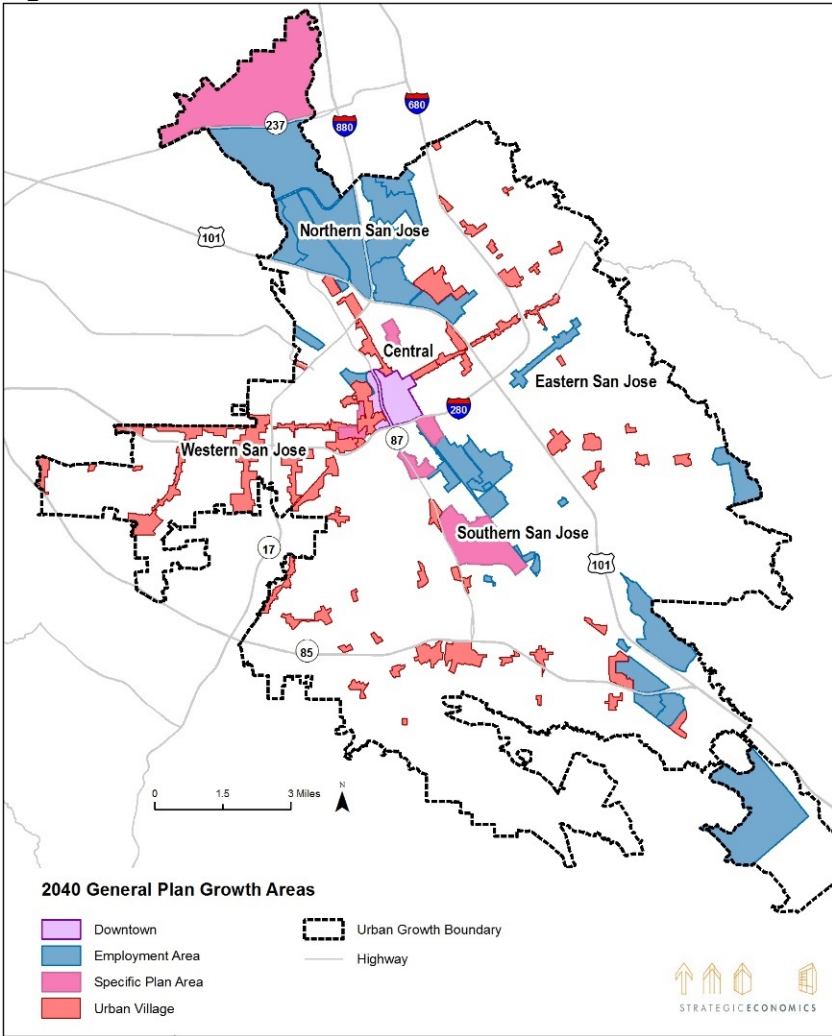 237
880
680
101
Northern San Jose
Central
Eastern San Jose
280
87
Western San Jose
Southern San Jose
17
101
85
0 1.5 3 Miles
N
2040 General Plan Growth Areas
Downtown
Employment Area
Specific Plan Area
Urban Village
Urban Growth Boundary
Highway
STRATEGICECONOMICS